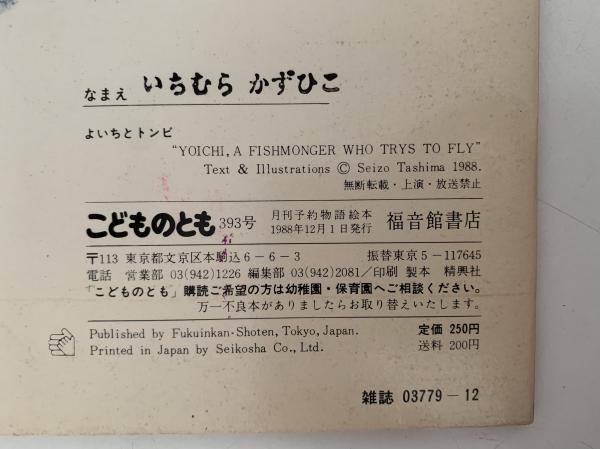 なまえ いちむら かずひこ
よいちとトンビ
"YOICHI, A FISHMONGER WHO TRYS TO FLY"
Text & Illustrations © Seizo Tashima 1988.
無断転載・上演・放送禁止
こどものとも 393号 月刊予約物語絵本 1988年12月1日発行 福音館書店
〒113 東京都文京区本駒込6-6-3 振替東京5-117645
電話 営業部 03(942)1226 編集部 03(942)2081/印刷 製本 精興社
「こどものとも」購読ご希望の方は幼稚園・保育園へご相談ください。
万一不良本がありましたらお取り替えいたします。
Published by Fukuinkan-Shoten, Tokyo, Japan.
Printed in Japan by Seikosha Co., Ltd.
定価 250円
送料 200円
雑誌 03779-12